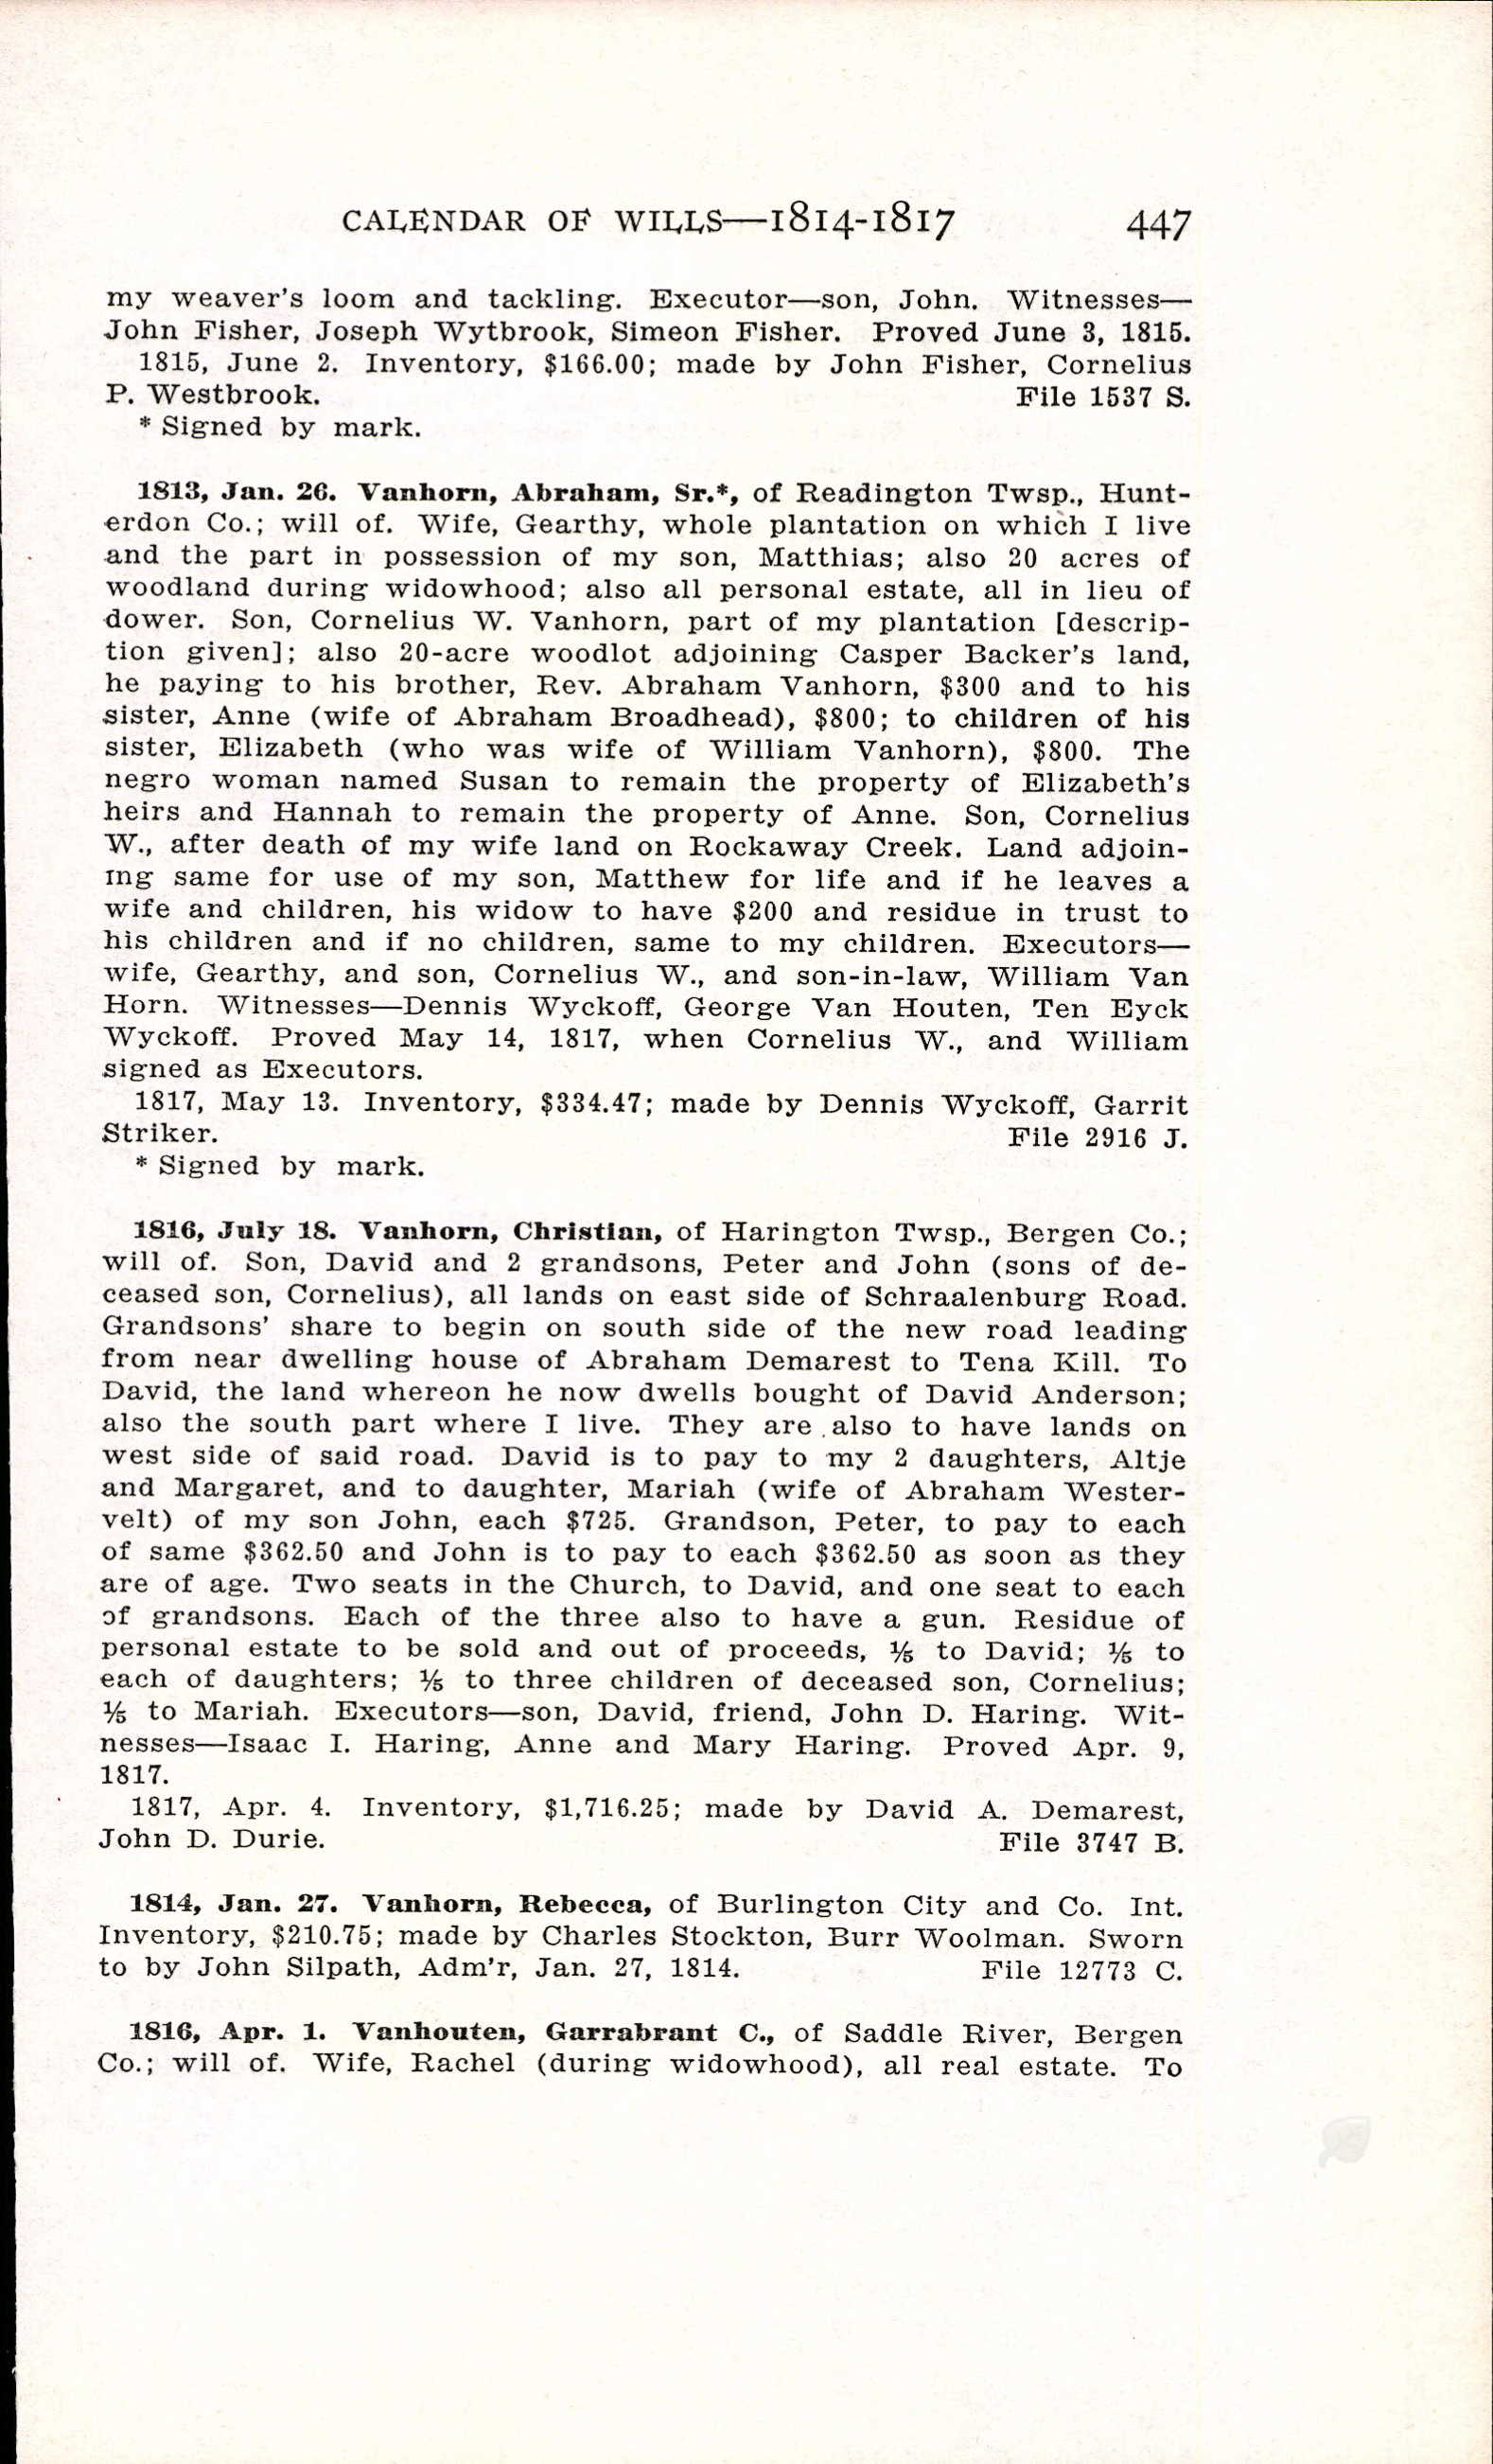 CALENDAR OF WILLS—1814-1817 447
my weaver's loom and tackling. Executor—son, John. Witnesses—
John Fisher, Joseph Wytbrook, Simeon Fisher. Proved June 3, 1815.
1815, June 2. Inventory, $166.00; made by John Fisher, Cornelius
P. Westbrook. File 1537 S.
* Signed by mark.
1813, Jan. 26. Vanhorn, Abraham, Sr.*, of Readington Twsp., Hunt-
erdon Co.; will of. Wife, Gearthy, whole plantation on which I live
and the part in possession of my son, Matthias; also 20 acres of
woodland during widowhood; also all personal estate, all in lieu of
dower. Son, Cornelius W. Vanhorn, part of my plantation [descrip-
tion given]; also 20-acre woodlot adjoining Casper Backer's land,
he paying to his brother, Rev. Abraham Vanhorn, $300 and to his
sister, Anne (wife of Abraham Broadhead), $800; to children of his
sister, Elizabeth (who was wife of William Vanhorn), $800. The
negro woman named Susan to remain the property of Elizabeth's
heirs and Hannah to remain the property of Anne. Son, Cornelius
W., after death of my wife land on Rockaway Creek. Land adjoin-
ing same for use of my son, Matthew for life and if he leaves a
wife and children, his widow to have $200 and residue in trust to
his children and if no children, same to my children. Executors—
wife, Gearthy, and son, Cornelius W., and son-in-law, William Van
Horn. Witnesses—Dennis Wyckoff, George Van Houten, Ten Eyck
Wyckoff. Proved May 14, 1817, when Cornelius W., and William
signed as Executors.
1817, May 13. Inventory, $334.47; made by Dennis Wyckoff, Garrit
Striker. File 2916 J.
* Signed by mark.
1816, July 18. Vanhorn, Christian, of Harington Twsp., Bergen Co.;
will of. Son, David and 2 grandsons, Peter and John (sons of de-
ceased son, Cornelius), all lands on east side of Schraalenburg Road.
Grandsons' share to begin on south side of the new road leading
from near dwelling house of Abraham Demarest to Tena Kill. To
David, the land whereon he now dwells bought of David Anderson;
also the south part where I live. They are also to have lands on
west side of said road. David is to pay to my 2 daughters, Altje
and Margaret, and to daughter, Mariah (wife of Abraham Wester-
velt) of my son John, each $725. Grandson, Peter, to pay to each
of same $362.50 and John is to pay to each $362.50 as soon as they
are of age. Two seats in the Church, to David, and one seat to each
of grandsons. Each of the three also to have a gun. Residue of
personal estate to be sold and out of proceeds, ⅕ to David; ⅕ to
each of daughters; ⅕ to three children of deceased son, Cornelius;
⅕ to Mariah. Executors—son, David, friend, John D. Haring. Wit-
nesses—Isaac I. Haring, Anne and Mary Haring. Proved Apr. 9,
1817.
1817, Apr. 4. Inventory, $1,716.25; made by David A. Demarest,
John D. Durie. File 3747 B.
1814, Jan. 27. Vanhorn, Rebecca, of Burlington City and Co. Int.
Inventory, $210.75; made by Charles Stockton, Burr Woolman. Sworn
to by John Silpath, Adm'r, Jan. 27, 1814. File 12773 C.
1816, Apr. 1. Vanhouten, Garrabrant C., of Saddle River, Bergen
Co.; will of. Wife, Rachel (during widowhood), all real estate. To